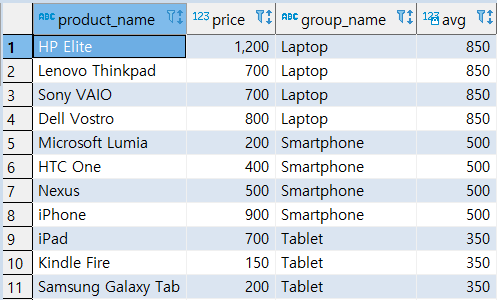 ABC product_name 123 price ABC group_name 123 avg
1 HP Elite 1,200 Laptop 850
2 Lenovo Thinkpad 700 Laptop 850
3 Sony VAIO 700 Laptop 850
4 Dell Vostro 800 Laptop 850
5 Microsoft Lumia 200 Smartphone 500
6 HTC One 400 Smartphone 500
7 Nexus 500 Smartphone 500
8 iPhone 900 Smartphone 500
9 iPad 700 Tablet 350
10 Kindle Fire 150 Tablet 350
11 Samsung Galaxy Tab 200 Tablet 350